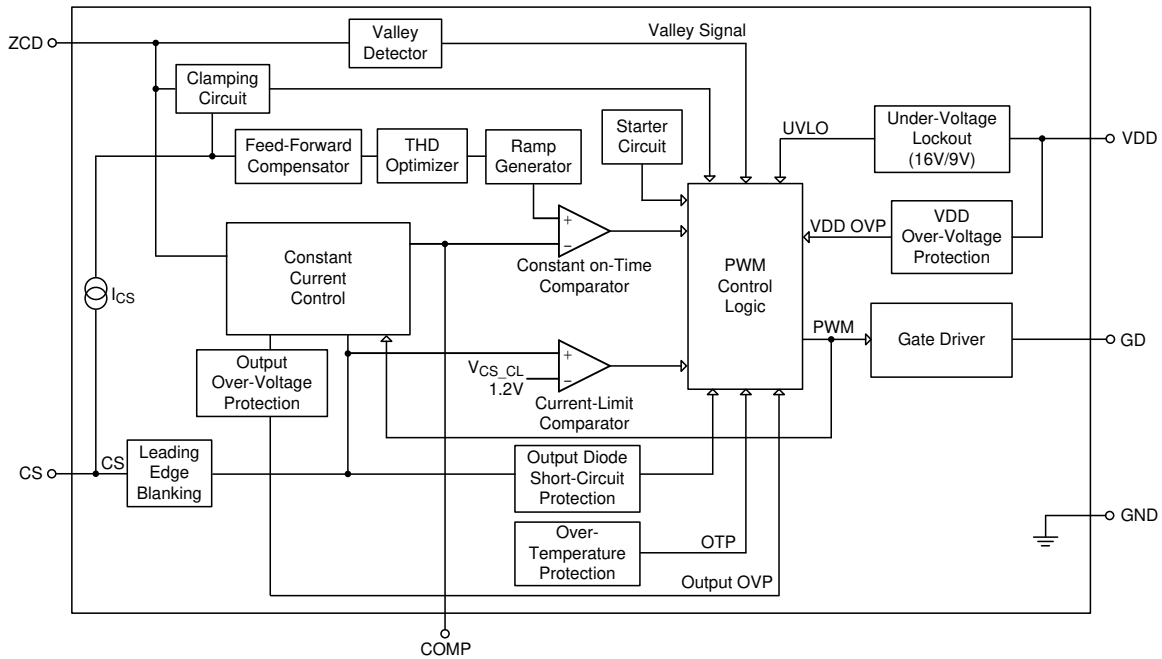 ZCD
Valley
Detector
Valley Signal
Clamping
Circuit
Feed-Forward
Compensator
THD
Optimizer
Ramp
Generator
Starter
Circuit
UVLO
Under-Voltage
Lockout
(16V/9V)
VDD
VDD OVP
VDD
Over-Voltage
Protection
Constant
Current
Control
+
−
Constant on-Time
Comparator
PWM
Control
Logic
ICS
PWM
Gate Driver
GD
Output
Over-Voltage
Protection
VCS_CL
1.2V
+
−
Current-Limit
Comparator
CS
CS
Leading
Edge
Blanking
Output Diode
Short-Circuit
Protection
GND
Over-
Temperature
Protection
OTP
Output OVP
COMP